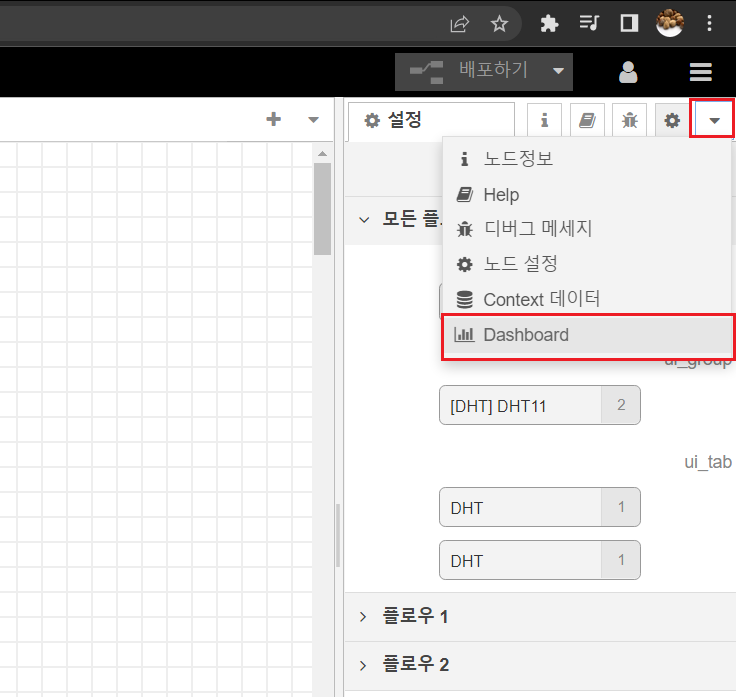 배포하기
설정
노드정보
Help
모든 플
디버그 메세지
노드 설정
Context 데이터
Dashboard
ui_group
[DHT] DHT11 2
ui_tab
DHT 1
DHT 1
플로우 1
플로우 2